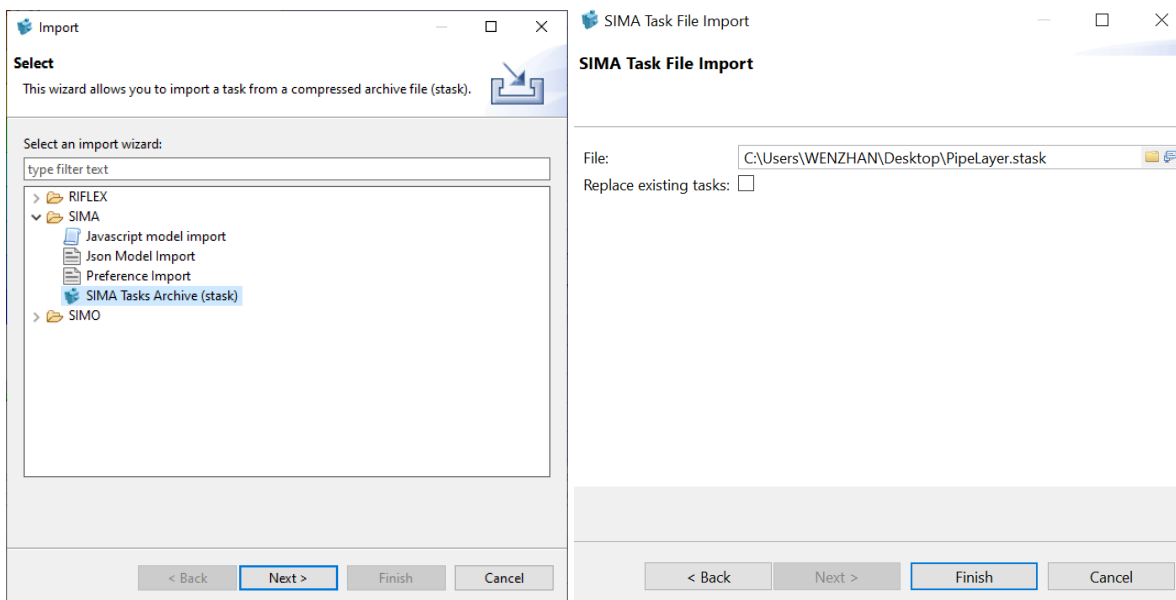 Import
Select
This wizard allows you to import a task from a compressed archive file (stask).
Select an import wizard:
type filter text
RIFLEX
SIMA
Javascript model import
Json Model Import
Preference Import
SIMA Tasks Archive (stask)
SIMO
< Back
Next >
Finish
Cancel
SIMA Task File Import
SIMA Task File Import
File:
C:\Users\WENZHAN\Desktop\PipeLayer.stask
Replace existing tasks:
< Back
Next >
Finish
Cancel